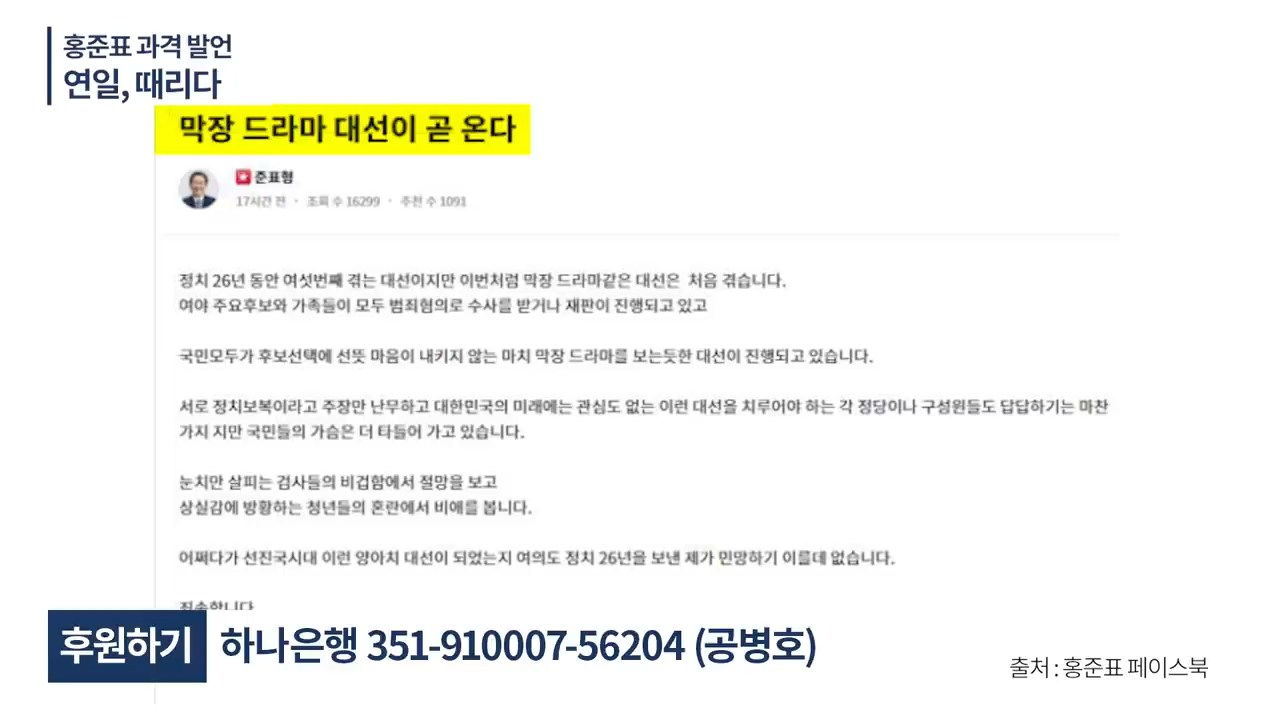 홍준표 과격 발언
연일, 때리다
막장 드라마 대선이 곧 온다
준표형
17시간 전 · 조회 수 16299 · 추천 수 1091
정치 26년 동안 여섯번째 겪는 대선이지만 이번처럼 막장 드라마같은 대선은 처음 겪습니다.
여야 주요후보와 가족들이 모두 범죄혐의로 수사를 받거나 재판이 진행되고 있고
국민모두가 후보선택에 선뜻 마음이 내키지 않는 마치 막장 드라마를 보는듯한 대선이 진행되고 있습니다.
서로 정치보복이라고 주장만 난무하고 대한민국의 미래에는 관심도 없는 이런 대선을 치루어야 하는 각 정당이나 구성원들도 답답하기는 마찬
가지 지만 국민들의 가슴은 더 타들어 가고 있습니다.
눈치만 살피는 검사들의 비겁함에서 절망을 보고
상실감에 방황하는 청년들의 혼란에서 비애를 봅니다.
어쩌다가 선진국시대 이런 양아치 대선이 되었는지 여의도 정치 26년을 보낸 제가 민망하기 이를데 없습니다.
죄송합니다
후원하기 하나은행 351-910007-56204 (공병호)
출처 : 홍준표 페이스북